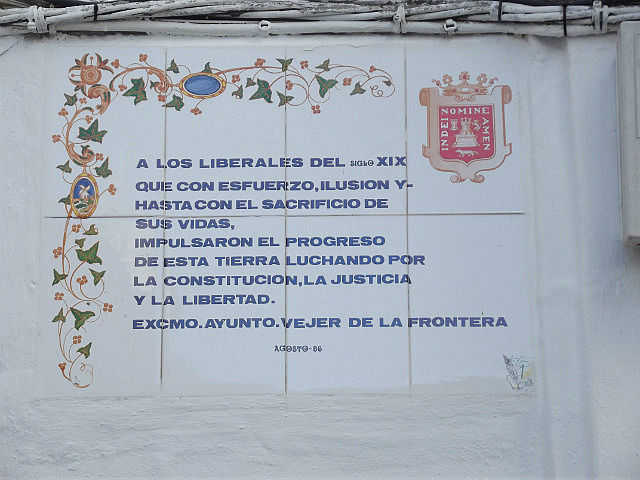 IN DEI NOMINE AMEN
A LOS LIBERALES DEL SIGLO XIX
QUE CON ESFUERZO, ILUSION Y-
HASTA CON EL SACRIFICIO DE
SUS VIDAS,
IMPULSARON EL PROGRESO
DE ESTA TIERRA LUCHANDO POR
LA CONSTITUCION, LA JUSTICIA
Y LA LIBERTAD.
EXCMO. AYUNTO. VEJER DE LA FRONTERA
AGOSTO-86